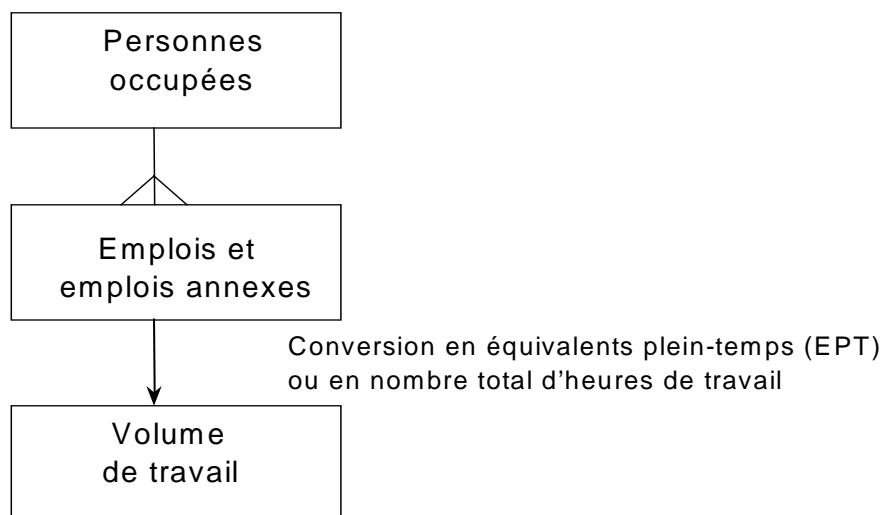 Personnes
occupées
Emplois et
emplois annexes
Conversion en équivalents plein-temps (EPT)
ou en nombre total d'heures de travail
Volume
de travail